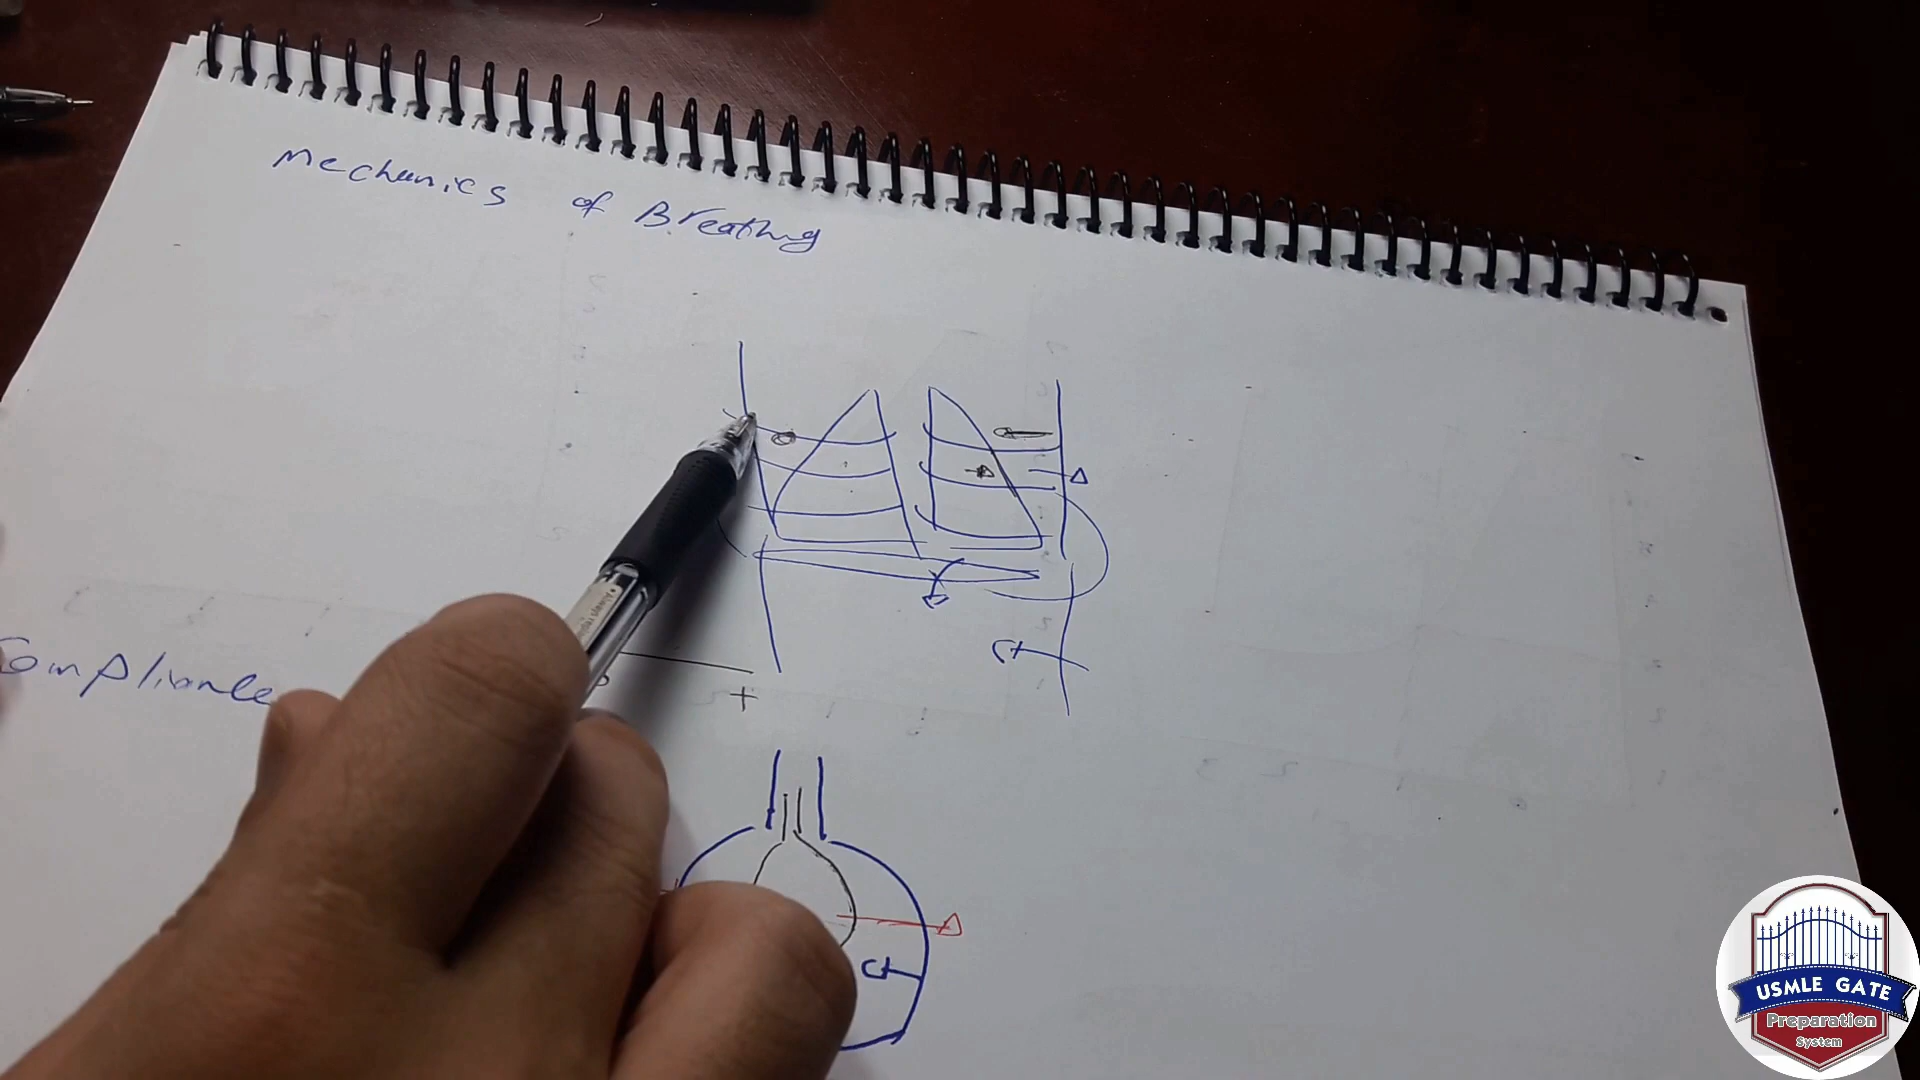 Mechanics of Breathing
Compliance
+
USMLE GATE
Preparation
System